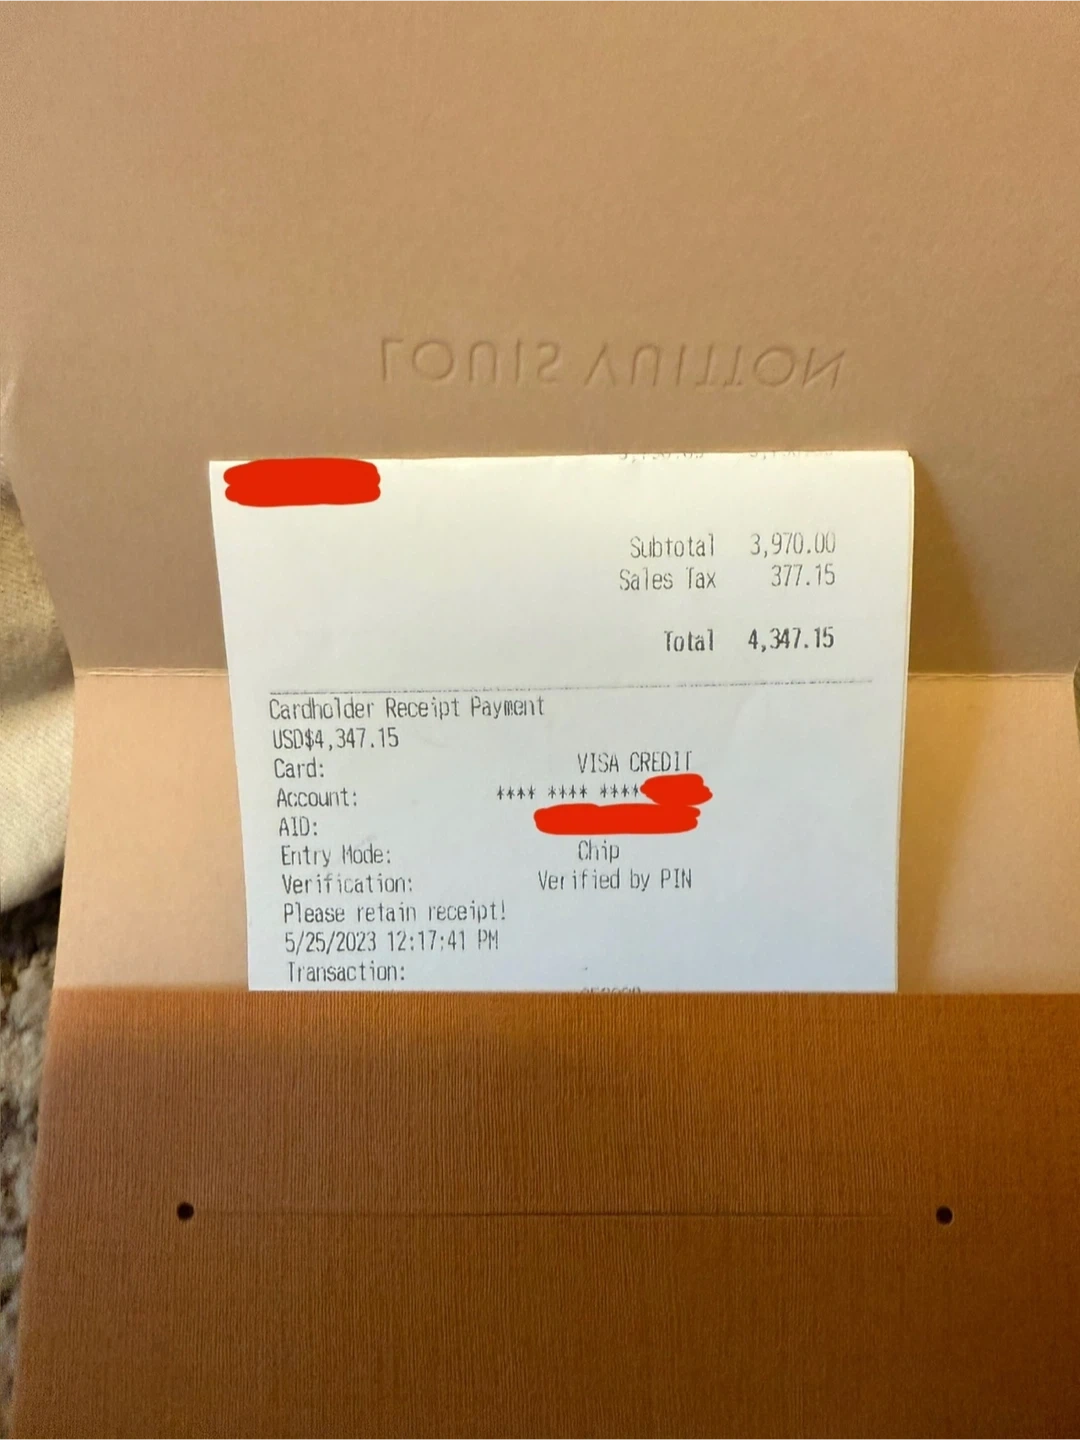 LOUIS VUITTON
Subtotal 3,970.00
Sales Tax 377.15
Total 4,347.15
Cardholder Receipt Payment
USD$4,347.15
Card: VISA CREDIT
Account: **** **** ****
AID:
Entry Mode: Chip
Verification: Verified by PIN
Please retain receipt!
5/25/2023 12:17:41 PM
Transaction: